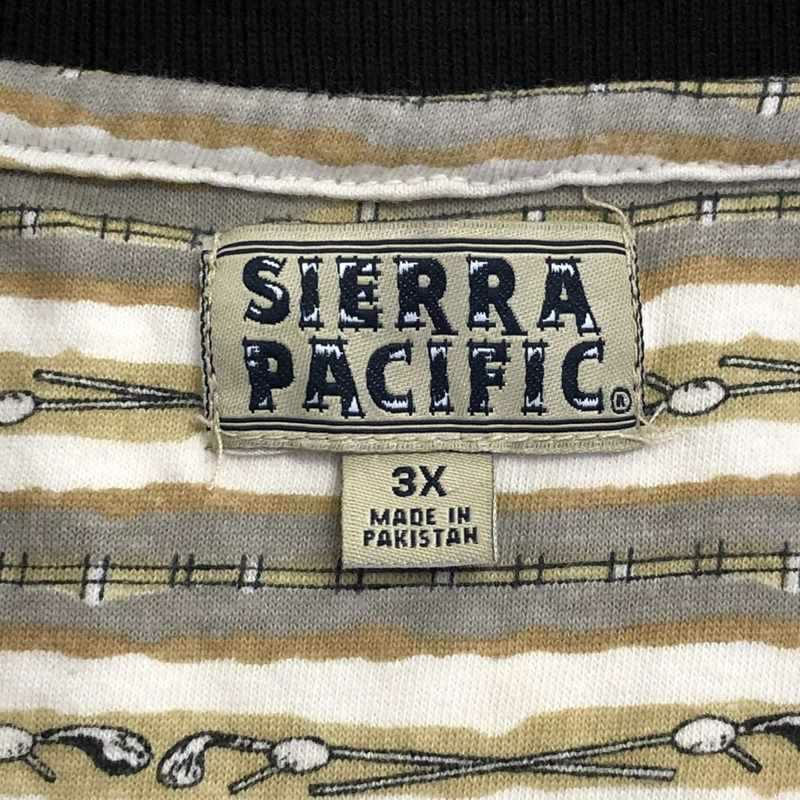 SIERRA
PACIFIC®
3X
MADE IN
PAKISTAN